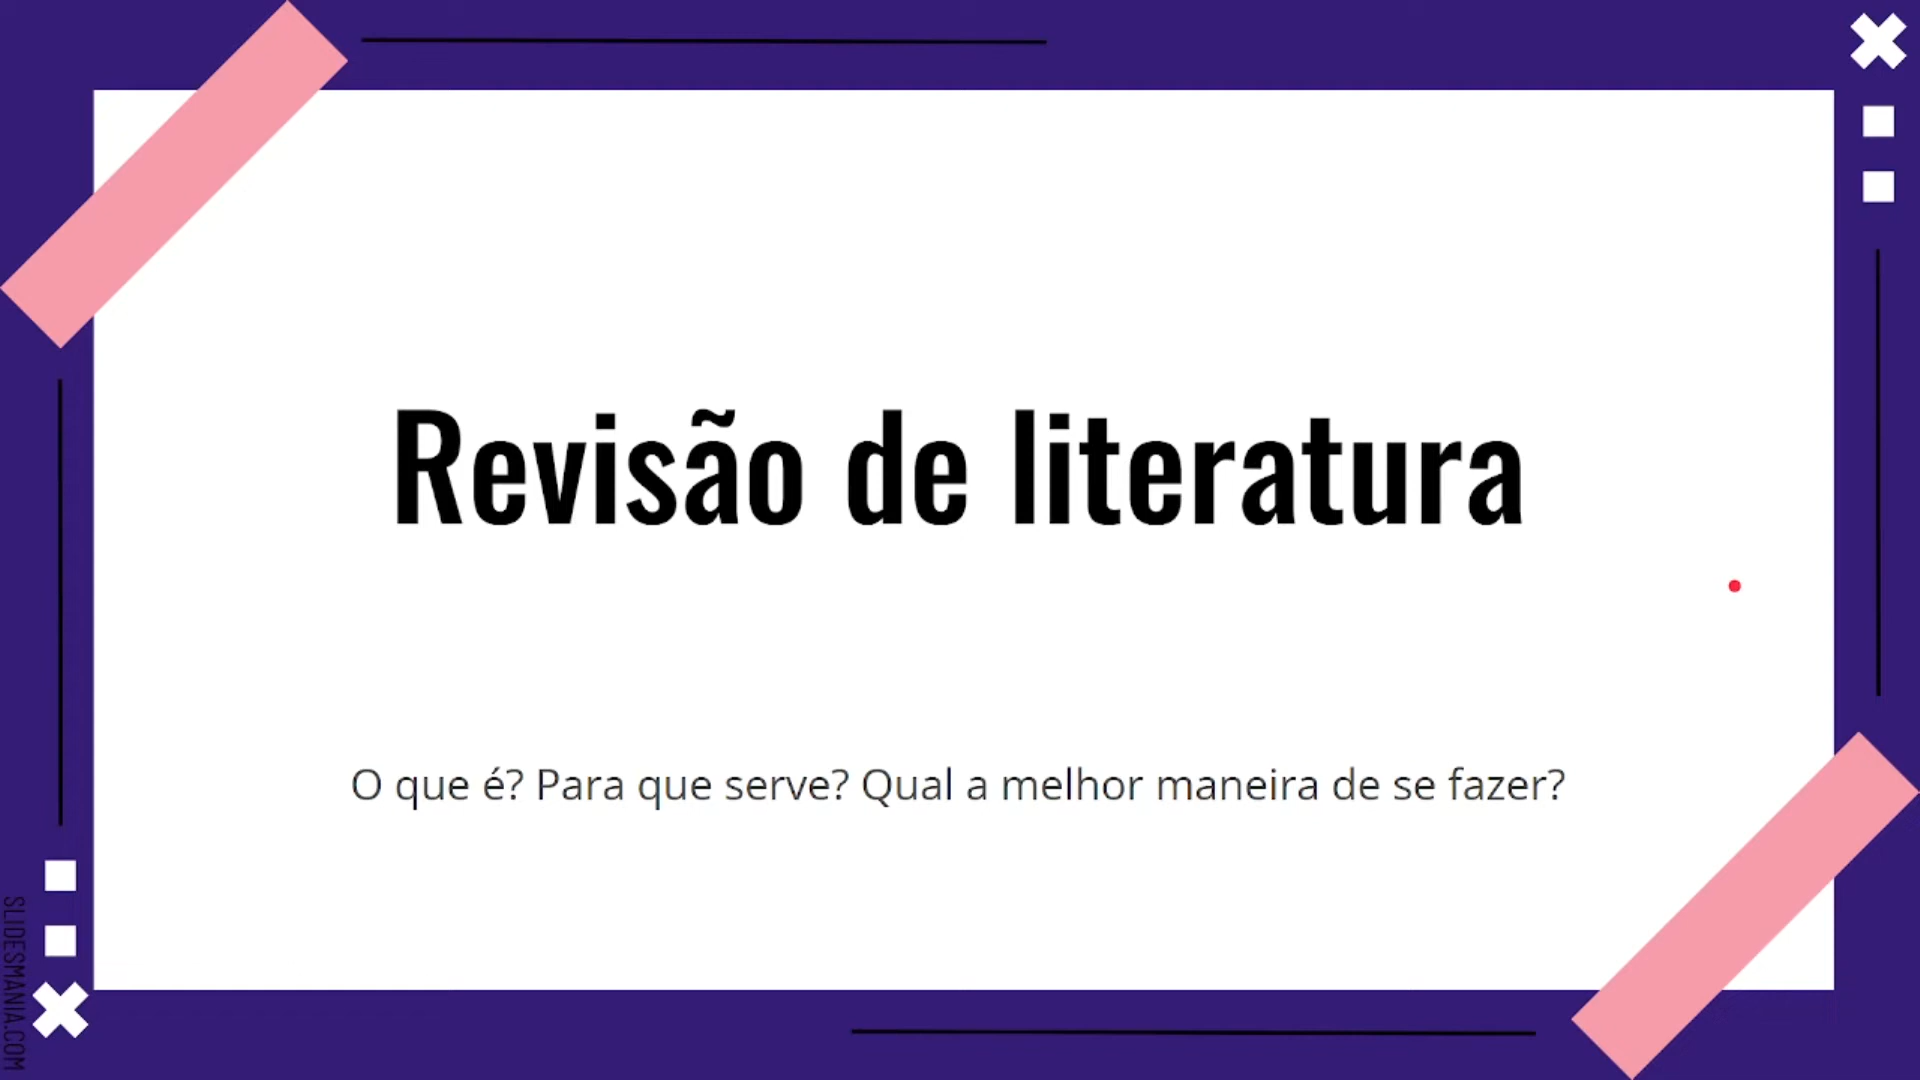 Revisão de literatura
O que é? Para que serve? Qual a melhor maneira de se fazer?
SLIDESMANIA.COM